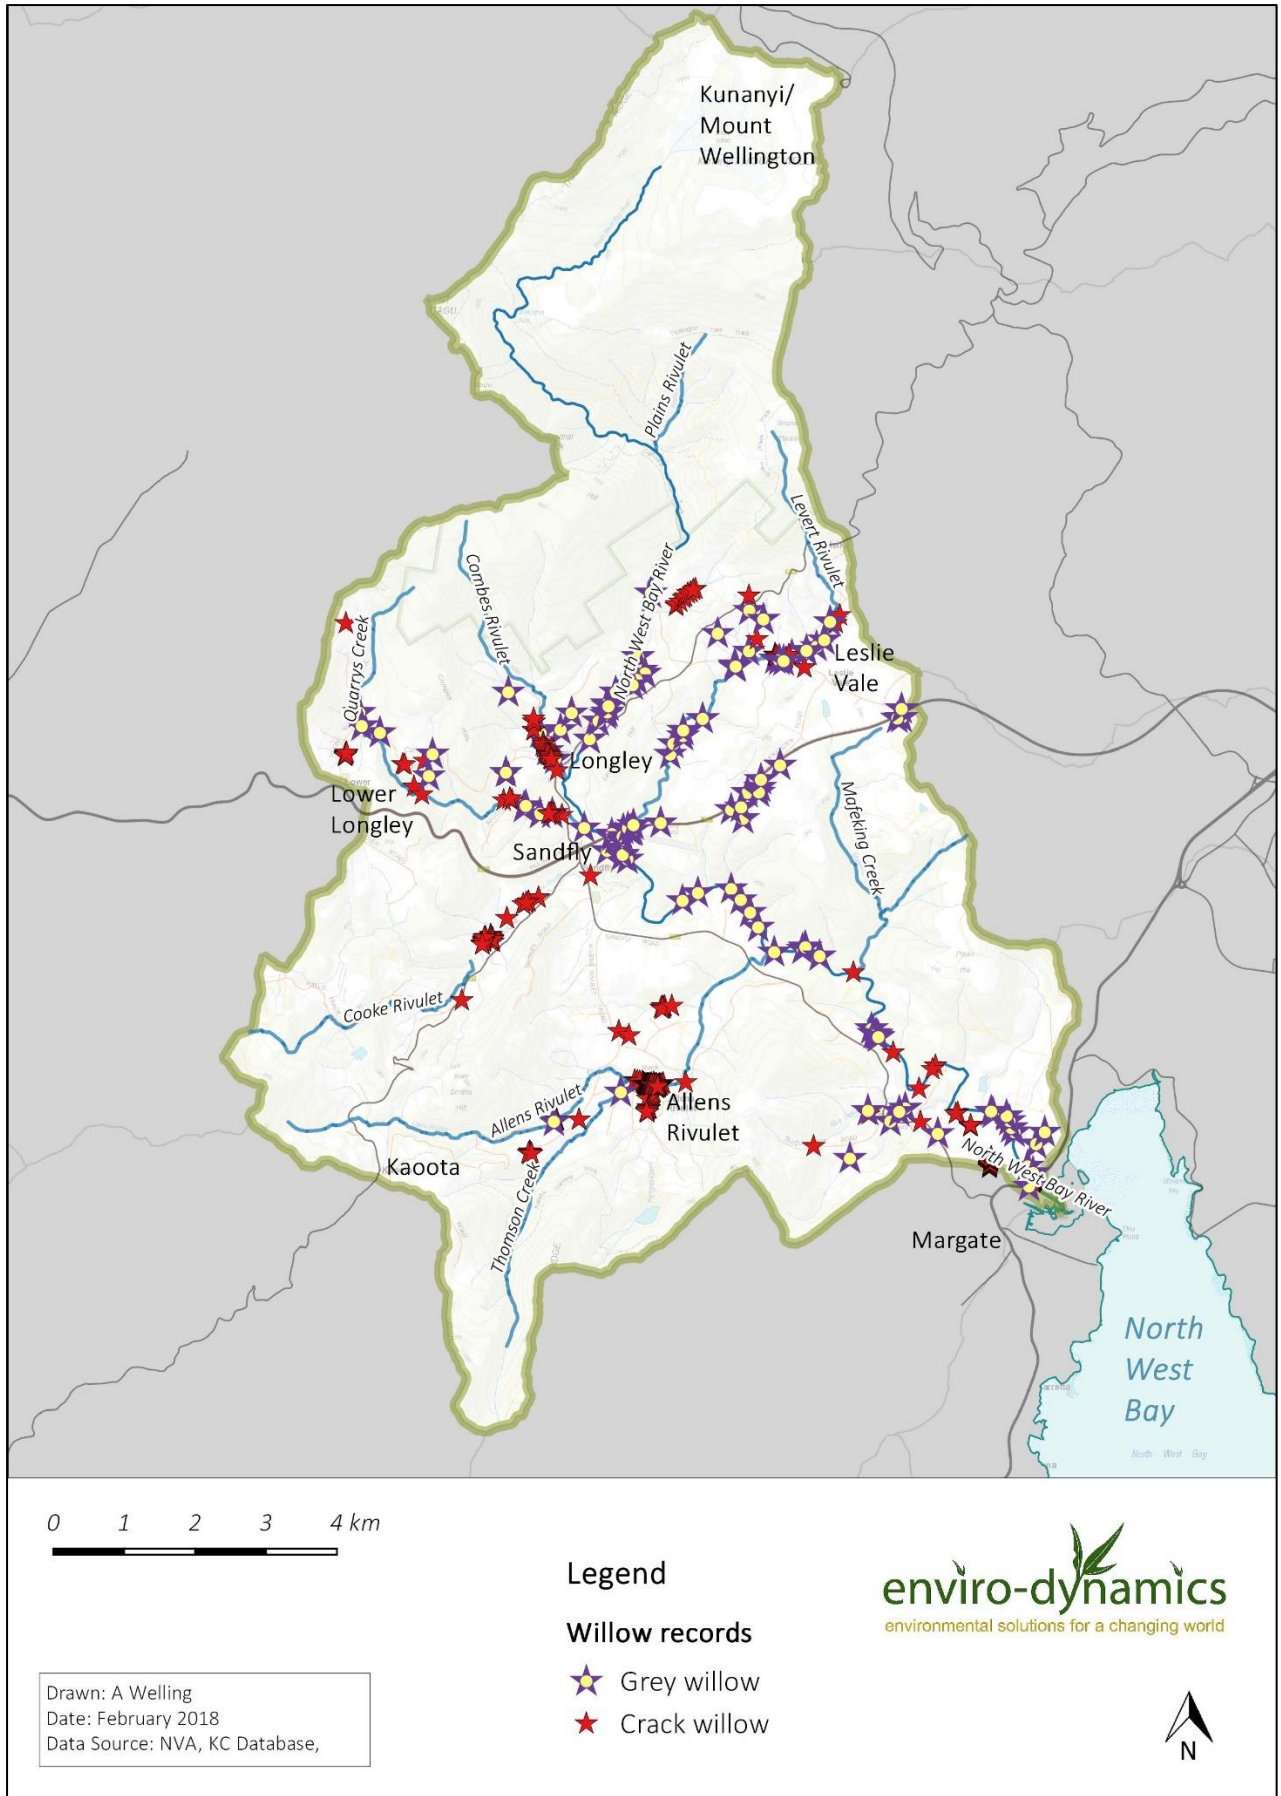 Kunanyi/
Mount
Wellington
Plains Rivulet
Levert Rivulet
North West Bay River
Combes Rivulet
Quarrys Creek
Leslie
Vale
Longley
Lower
Longley
Sandfly
Mafeking Creek
Cooke Rivulet
Allens Rivulet
Allens
Rivulet
Kaoota
Thomson Creek
North West Bay River
Margate
North
West
Bay
North West Bay
0 1 2 3 4 km
Legend
Willow records
Grey willow
Crack willow
enviro-dynamics
environmental solutions for a changing world
Drawn: A Welling
Date: February 2018
Data Source: NVA, KC Database,
N